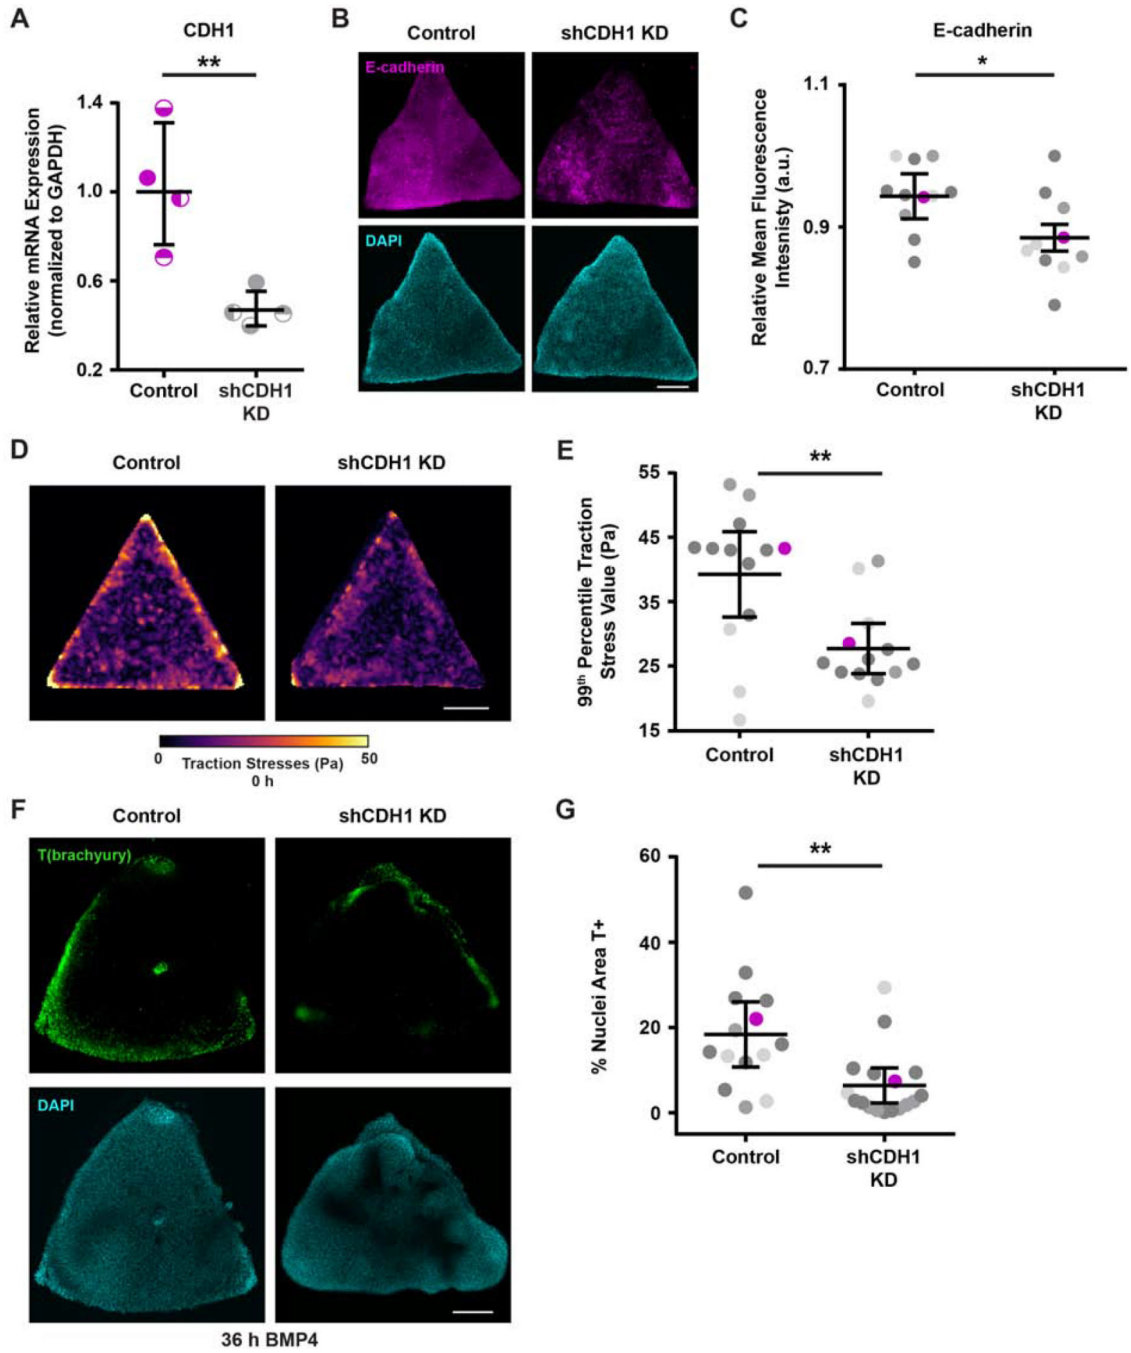 A
CDH1
**
Relative mRNA Expression
(normalized to GAPDH)
1.4
1.0
0.6
0.2
Control
shCDH1
KD
B
Control
shCDH1 KD
E-cadherin
DAPI
C
E-cadherin
*
Relative Mean Fluorescence
Intesnisty (a.u.)
1.1
0.9
0.7
Control
shCDH1
KD
D
Control
shCDH1 KD
0
Traction Stresses (Pa)
50
0 h
E
**
99th Percentile Traction
Stress Value (Pa)
55
45
35
25
15
Control
shCDH1
KD
F
Control
shCDH1 KD
T(brachyury)
DAPI
36 h BMP4
G
**
% Nuclei Area T+
60
40
20
0
Control
shCDH1
KD